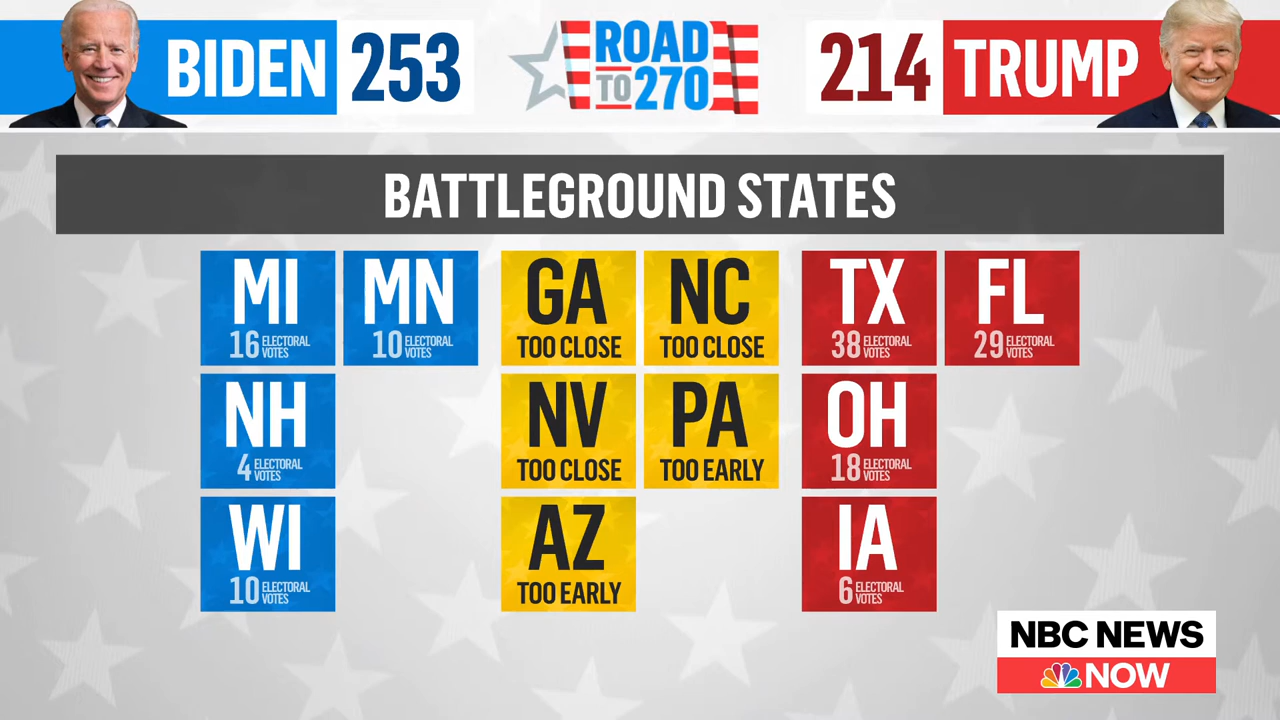 BIDEN 253 ROAD TO 270 214 TRUMP
BATTLEGROUND STATES
MI
16 ELECTORAL VOTES
MN
10 ELECTORAL VOTES
GA
TOO CLOSE
NC
TOO CLOSE
TX
38 ELECTORAL VOTES
FL
29 ELECTORAL VOTES
NH
4 ELECTORAL VOTES
NV
TOO CLOSE
PA
TOO EARLY
OH
18 ELECTORAL VOTES
WI
10 ELECTORAL VOTES
AZ
TOO EARLY
IA
6 ELECTORAL VOTES
NBC NEWS
NOW